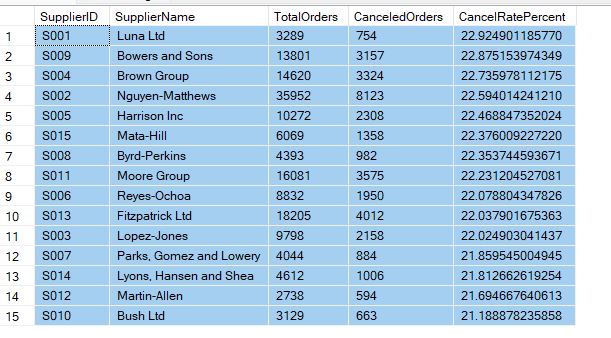 SupplierID SupplierName TotalOrders CanceledOrders CancelRatePercent
1 S001 Luna Ltd 3289 754 22.924901185770
2 S009 Bowers and Sons 13801 3157 22.875153974349
3 S004 Brown Group 14620 3324 22.735978112175
4 S002 Nguyen-Matthews 35952 8123 22.594014241210
5 S005 Harrison Inc 10272 2308 22.468847352024
6 S015 Mata-Hill 6069 1358 22.376009227220
7 S008 Byrd-Perkins 4393 982 22.353744593671
8 S011 Moore Group 16081 3575 22.231204527081
9 S006 Reyes-Ochoa 8832 1950 22.078804347826
10 S013 Fitzpatrick Ltd 18205 4012 22.037901675363
11 S003 Lopez-Jones 9798 2158 22.024903041437
12 S007 Parks, Gomez and Lowery 4044 884 21.859545004945
13 S014 Lyons, Hansen and Shea 4612 1006 21.812662619254
14 S012 Martin-Allen 2738 594 21.694667640613
15 S010 Bush Ltd 3129 663 21.188878235858